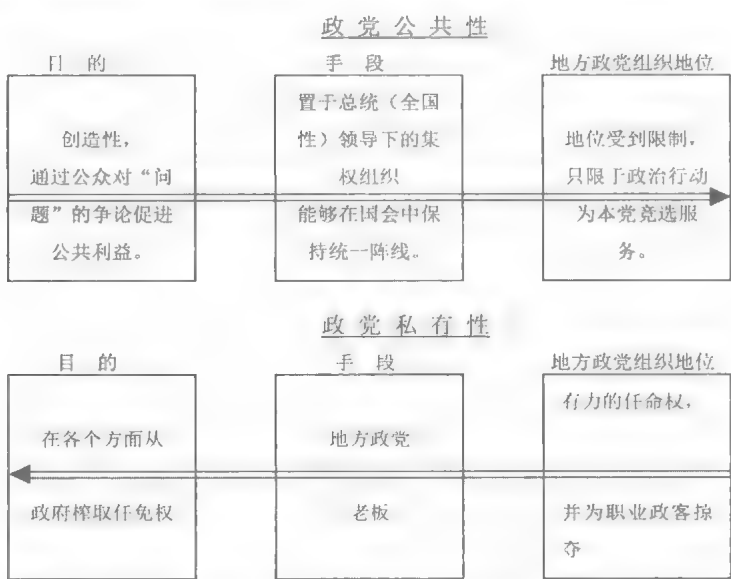 政党公共性
目的
手段
地方政党组织地位
创造性，
通过公众对“问
题”的争论促进
公共利益。
置于总统（全国
性）领导下的集
权组织
能够在国会中保
持统一阵线。
地位受到限制，
只限于政治行动
为本党竞选服
务。
政党私有性
目的
手段
地方政党组织地位
在各个方面从
政府榨取任免权
地方政党
老板
有力的任命权，
并为职业政客掠
夺